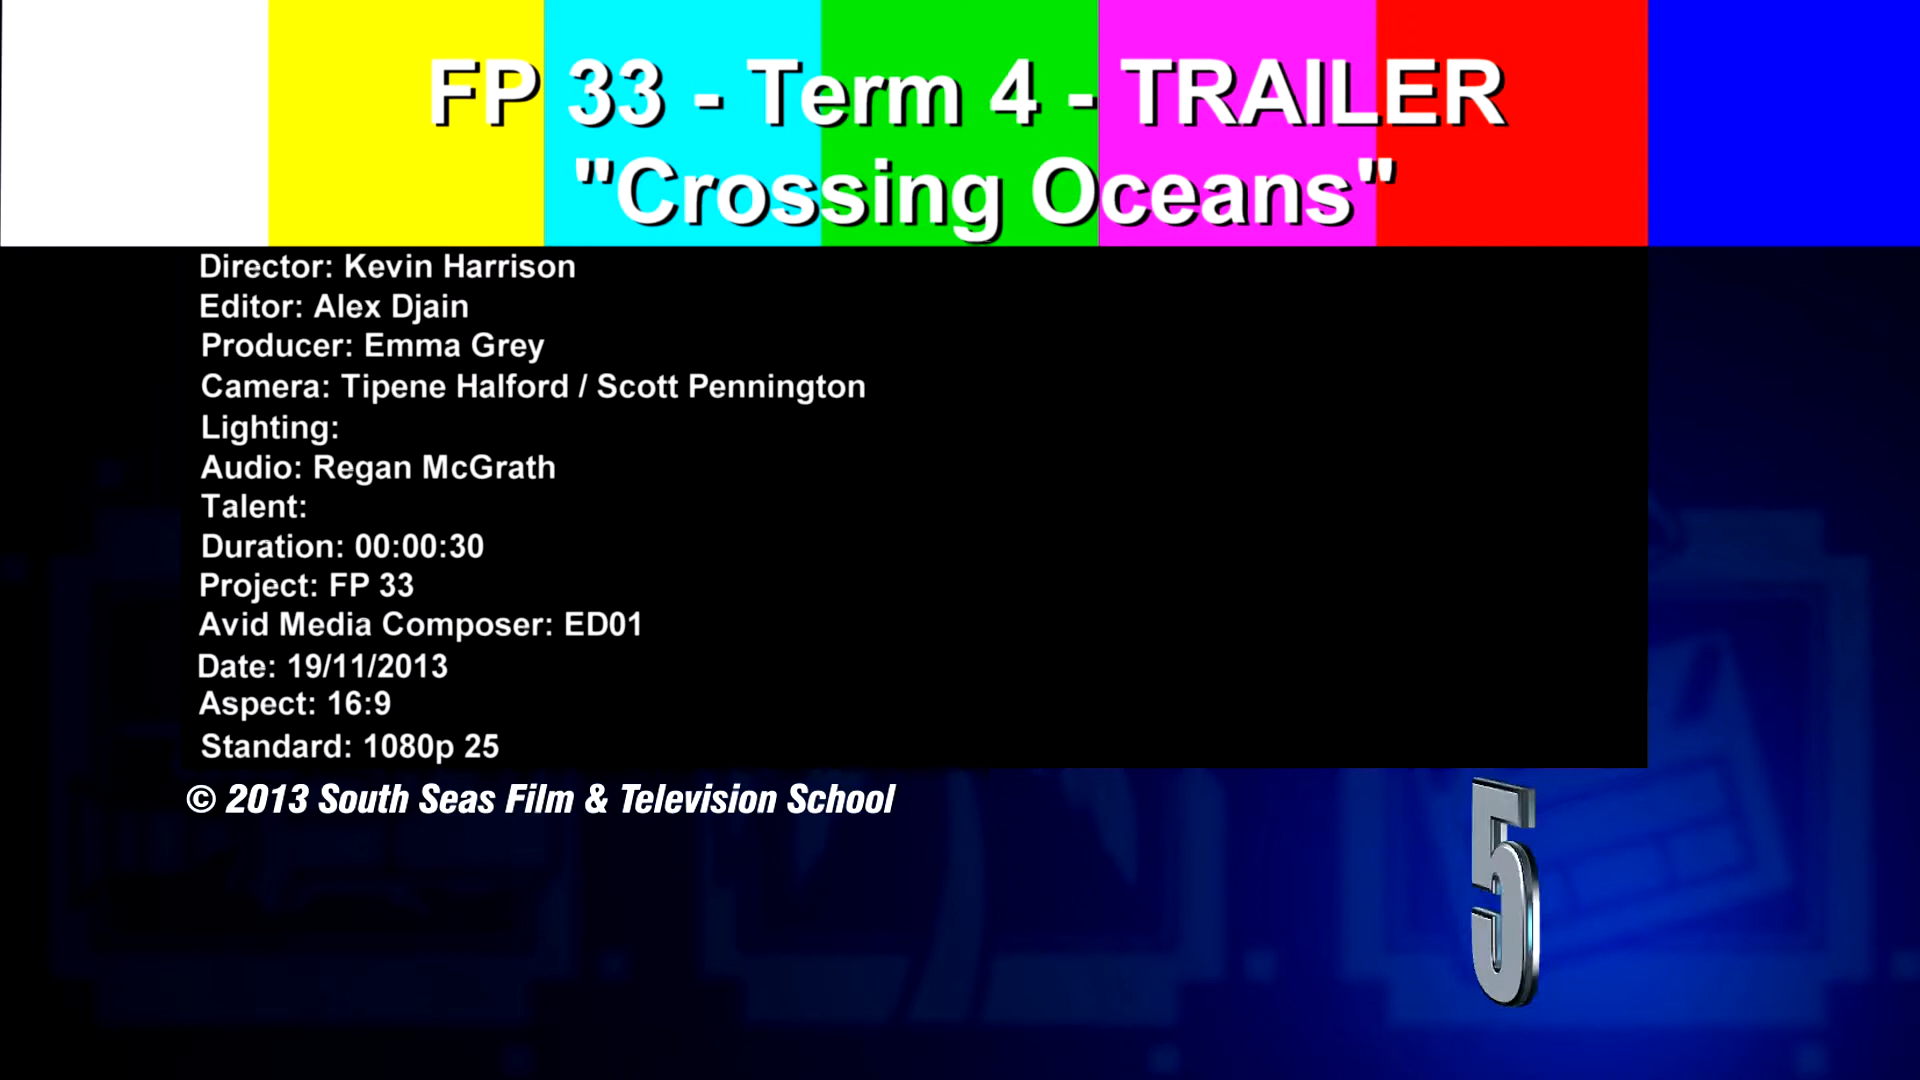 FP 33 - Term 4 - TRAILER
"Crossing Oceans"
Director: Kevin Harrison
Editor: Alex Djain
Producer: Emma Grey
Camera: Tipene Halford / Scott Pennington
Lighting:
Audio: Regan McGrath
Talent:
Duration: 00:00:30
Project: FP 33
Avid Media Composer: ED01
Date: 19/11/2013
Aspect: 16:9
Standard: 1080p 25
© 2013 South Seas Film & Television School
5